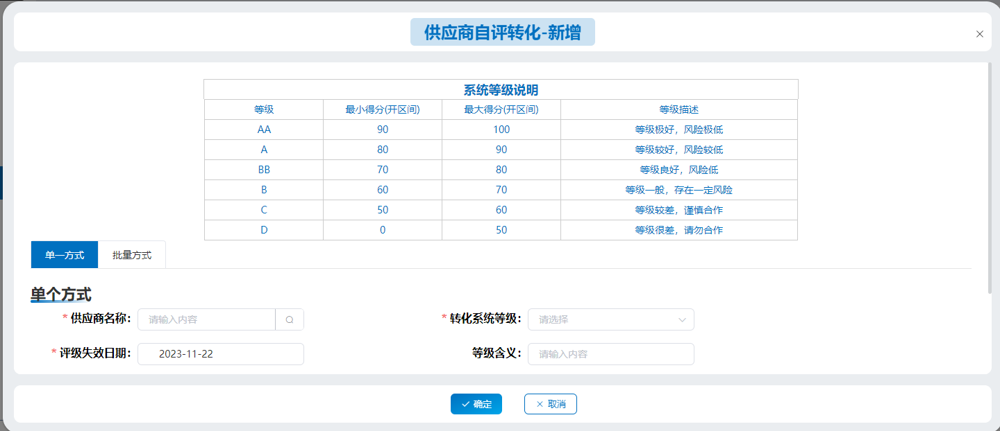 供应商自评转化-新增
系统等级说明
等级 最小得分(开区间) 最大得分(开区间) 等级描述
AA 90 100 等级极好，风险极低
A 80 90 等级较好，风险较低
BB 70 80 等级良好，风险低
B 60 70 等级一般，存在一定风险
C 50 60 等级较差，谨慎合作
D 0 50 等级很差，请勿合作
单一方式 批量方式
单个方式
* 供应商名称： 请输入内容 * 转化系统等级： 请选择
* 评级失效日期： 2023-11-22 等级含义： 请输入内容
确定 取消